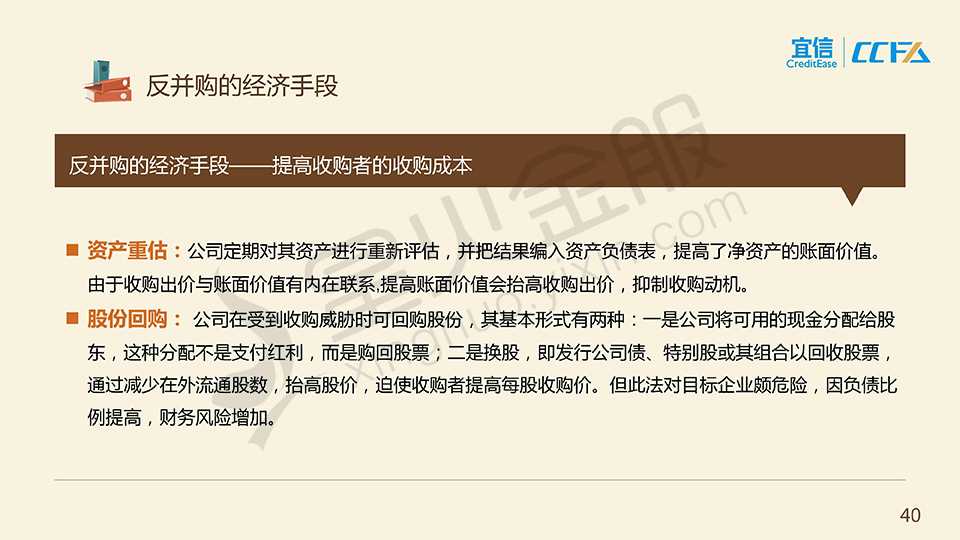 宜信
CreditEase
CCFA
反并购的经济手段
反并购的经济手段——提高收购者的收购成本
■ 资产重估：公司定期对其资产进行重新评估，并把结果编入资产负债表，提高了净资产的账面价值。
由于收购出价与账面价值有内在联系,提高账面价值会抬高收购出价，抑制收购动机。
■ 股份回购： 公司在受到收购威胁时可回购股份，其基本形式有两种：一是公司将可用的现金分配给股
东，这种分配不是支付红利，而是购回股票；二是换股，即发行公司债、特别股或其组合以回收股票，
通过减少在外流通股数，抬高股价，迫使收购者提高每股收购价。但此法对目标企业颇危险，因负债比
例提高，财务风险增加。
40